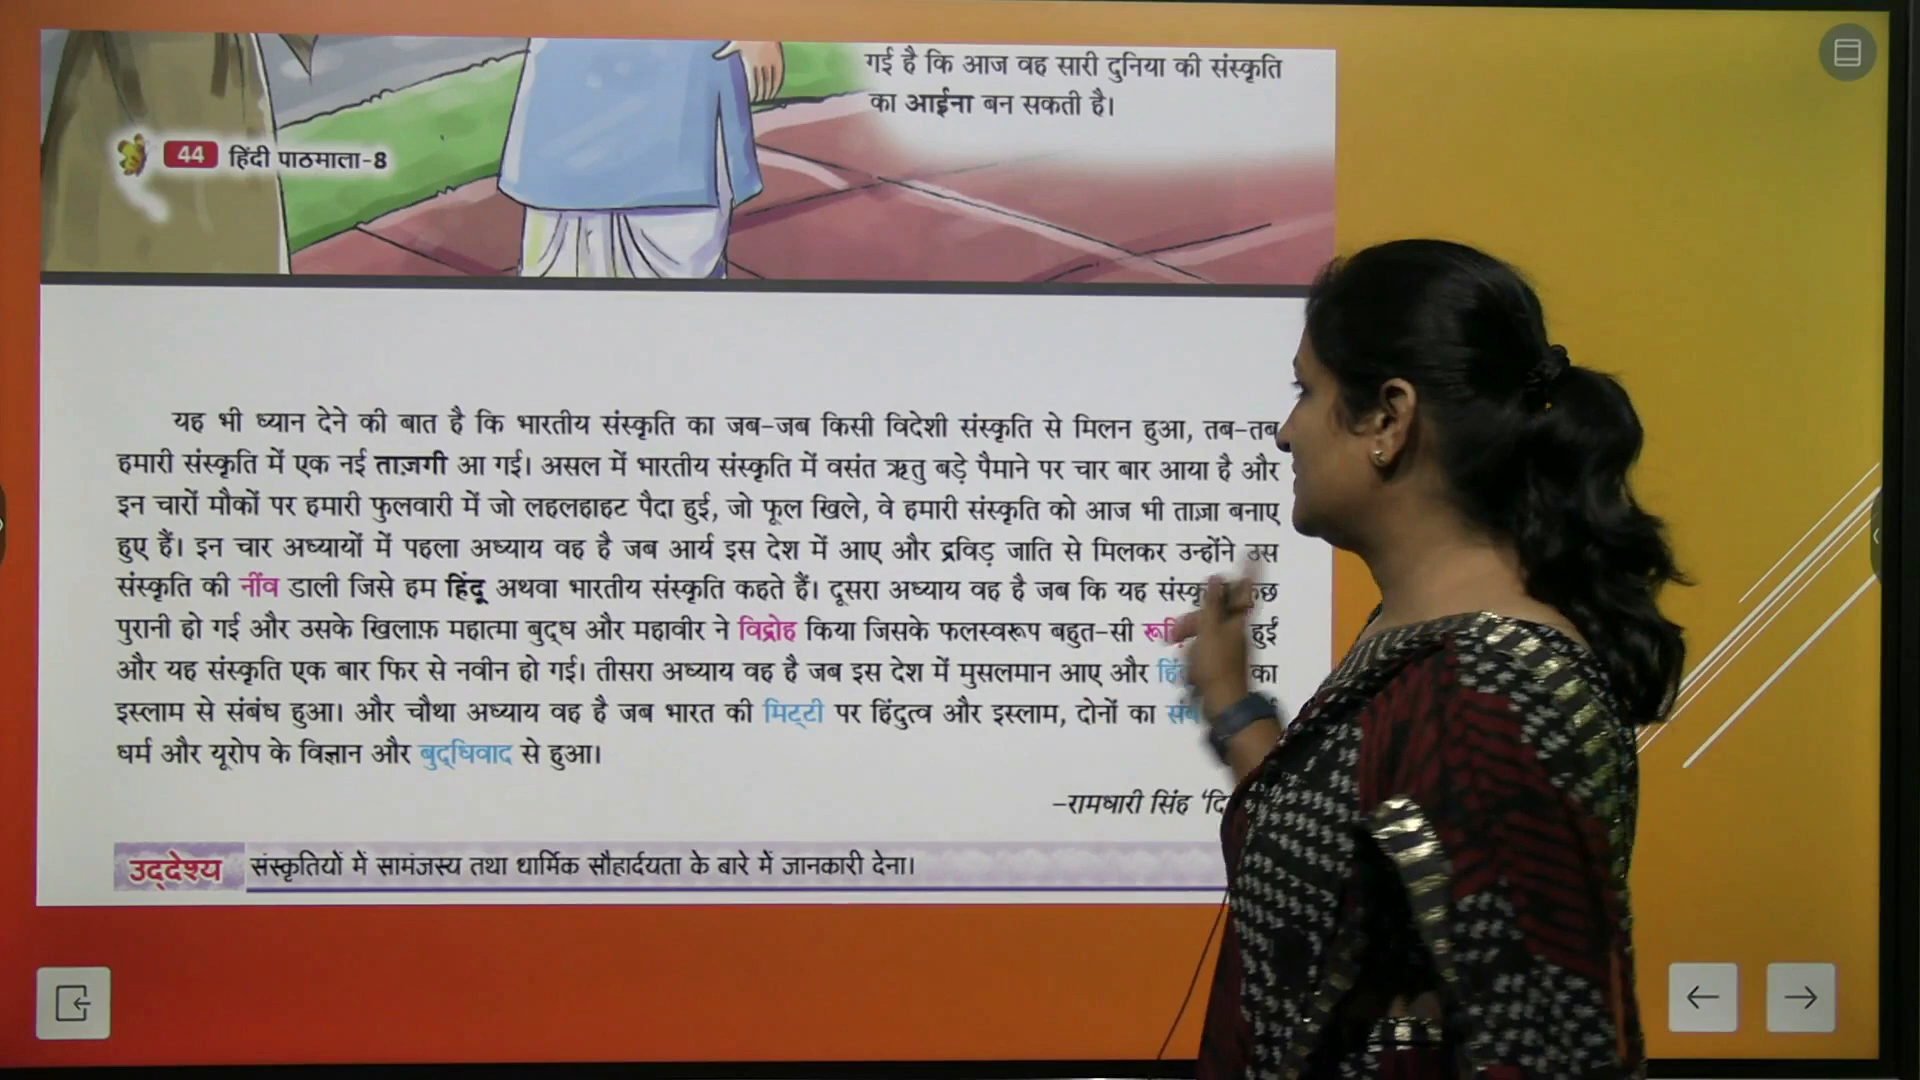 गई है कि आज वह सारी दुनिया की संस्कृति
का आईना बन सकती है।
44 हिंदी पाठमाला-8
यह भी ध्यान देने की बात है कि भारतीय संस्कृति का जब-जब किसी विदेशी संस्कृति से मिलन हुआ, तब-तब
हमारी संस्कृति में एक नई ताज़गी आ गई। असल में भारतीय संस्कृति में वसंत ऋतु बड़े पैमाने पर चार बार आया है और
इन चारों मौकों पर हमारी फुलवारी में जो लहलहाहट पैदा हुई, जो फूल खिले, वे हमारी संस्कृति को आज भी ताज़ा बनाए
हुए हैं। इन चार अध्यायों में पहला अध्याय वह है जब आर्य इस देश में आए और द्रविड़ जाति से मिलकर उन्होंने उस
संस्कृति की नींव डाली जिसे हम हिंदू अथवा भारतीय संस्कृति कहते हैं। दूसरा अध्याय वह है जब कि यह
पुरानी हो गई और उसके खिलाफ़ महात्मा बुद्ध और महावीर ने विद्रोह किया जिसके फलस्वरूप बहुत-सी हुईं
और यह संस्कृति एक बार फिर से नवीन हो गई। तीसरा अध्याय वह है जब इस देश में मुसलमान आए और का
इस्लाम से संबंध हुआ। और चौथा अध्याय वह है जब भारत की मिट्टी पर हिंदुत्व और इस्लाम, दोनों का
धर्म और यूरोप के विज्ञान और बुद्धिवाद से हुआ।
-रामधारी सिंह
उद्देश्य संस्कृतियों में सामंजस्य तथा धार्मिक सौहार्दयता के बारे में जानकारी देना।